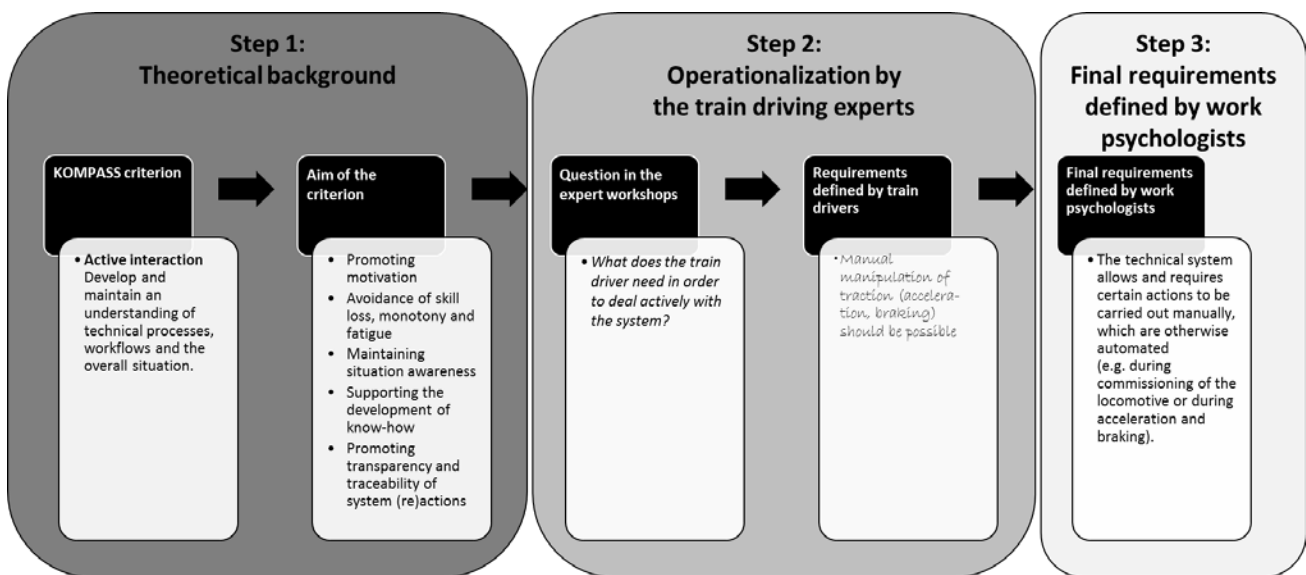 Step 1:
Theoretical background
KOMPASS criterion
• Active interaction
Develop and
maintain an
understanding of
technical processes,
workflows and the
overall situation.
Aim of the
criterion
• Promoting
motivation
• Avoidance of skill
loss, monotony and
fatigue
• Maintaining
situation awareness
• Supporting the
development of
know-how
• Promoting
transparency and
traceability of
system (re)actions
Step 2:
Operationalization by
the train driving experts
Question in the
expert workshops
• What does the train
driver need in order
to deal actively with
the system?
Requirements
defined by train
drivers
• Manual
manipulation of
traction (accelera-
tion, braking)
should be possible
Step 3:
Final requirements
defined by work
psychologists
Final requirements
defined by work
psychologists
• The technical system
allows and requires
certain actions to be
carried out manually,
which are otherwise
automated
(e.g. during
commissioning of the
locomotive or during
acceleration and
braking).